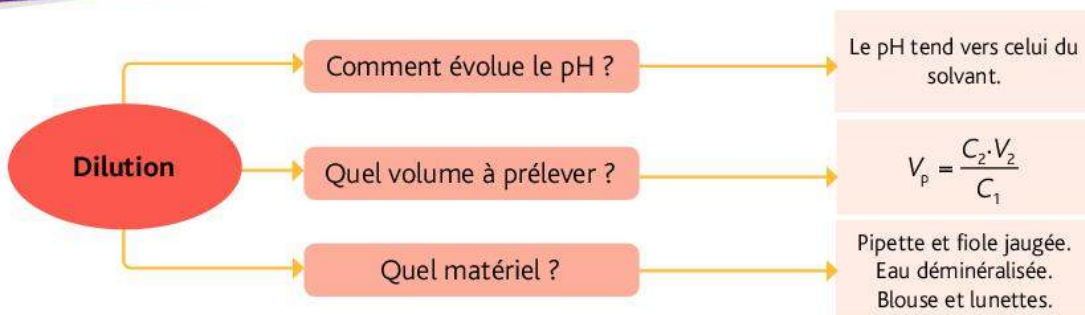 Dilution
Comment évolue le pH ?
Le pH tend vers celui du
solvant.
Quel volume à prélever ?
Vp = C2·V2 / C1
Quel matériel ?
Pipette et fiole jaugée.
Eau déminéralisée.
Blouse et lunettes.